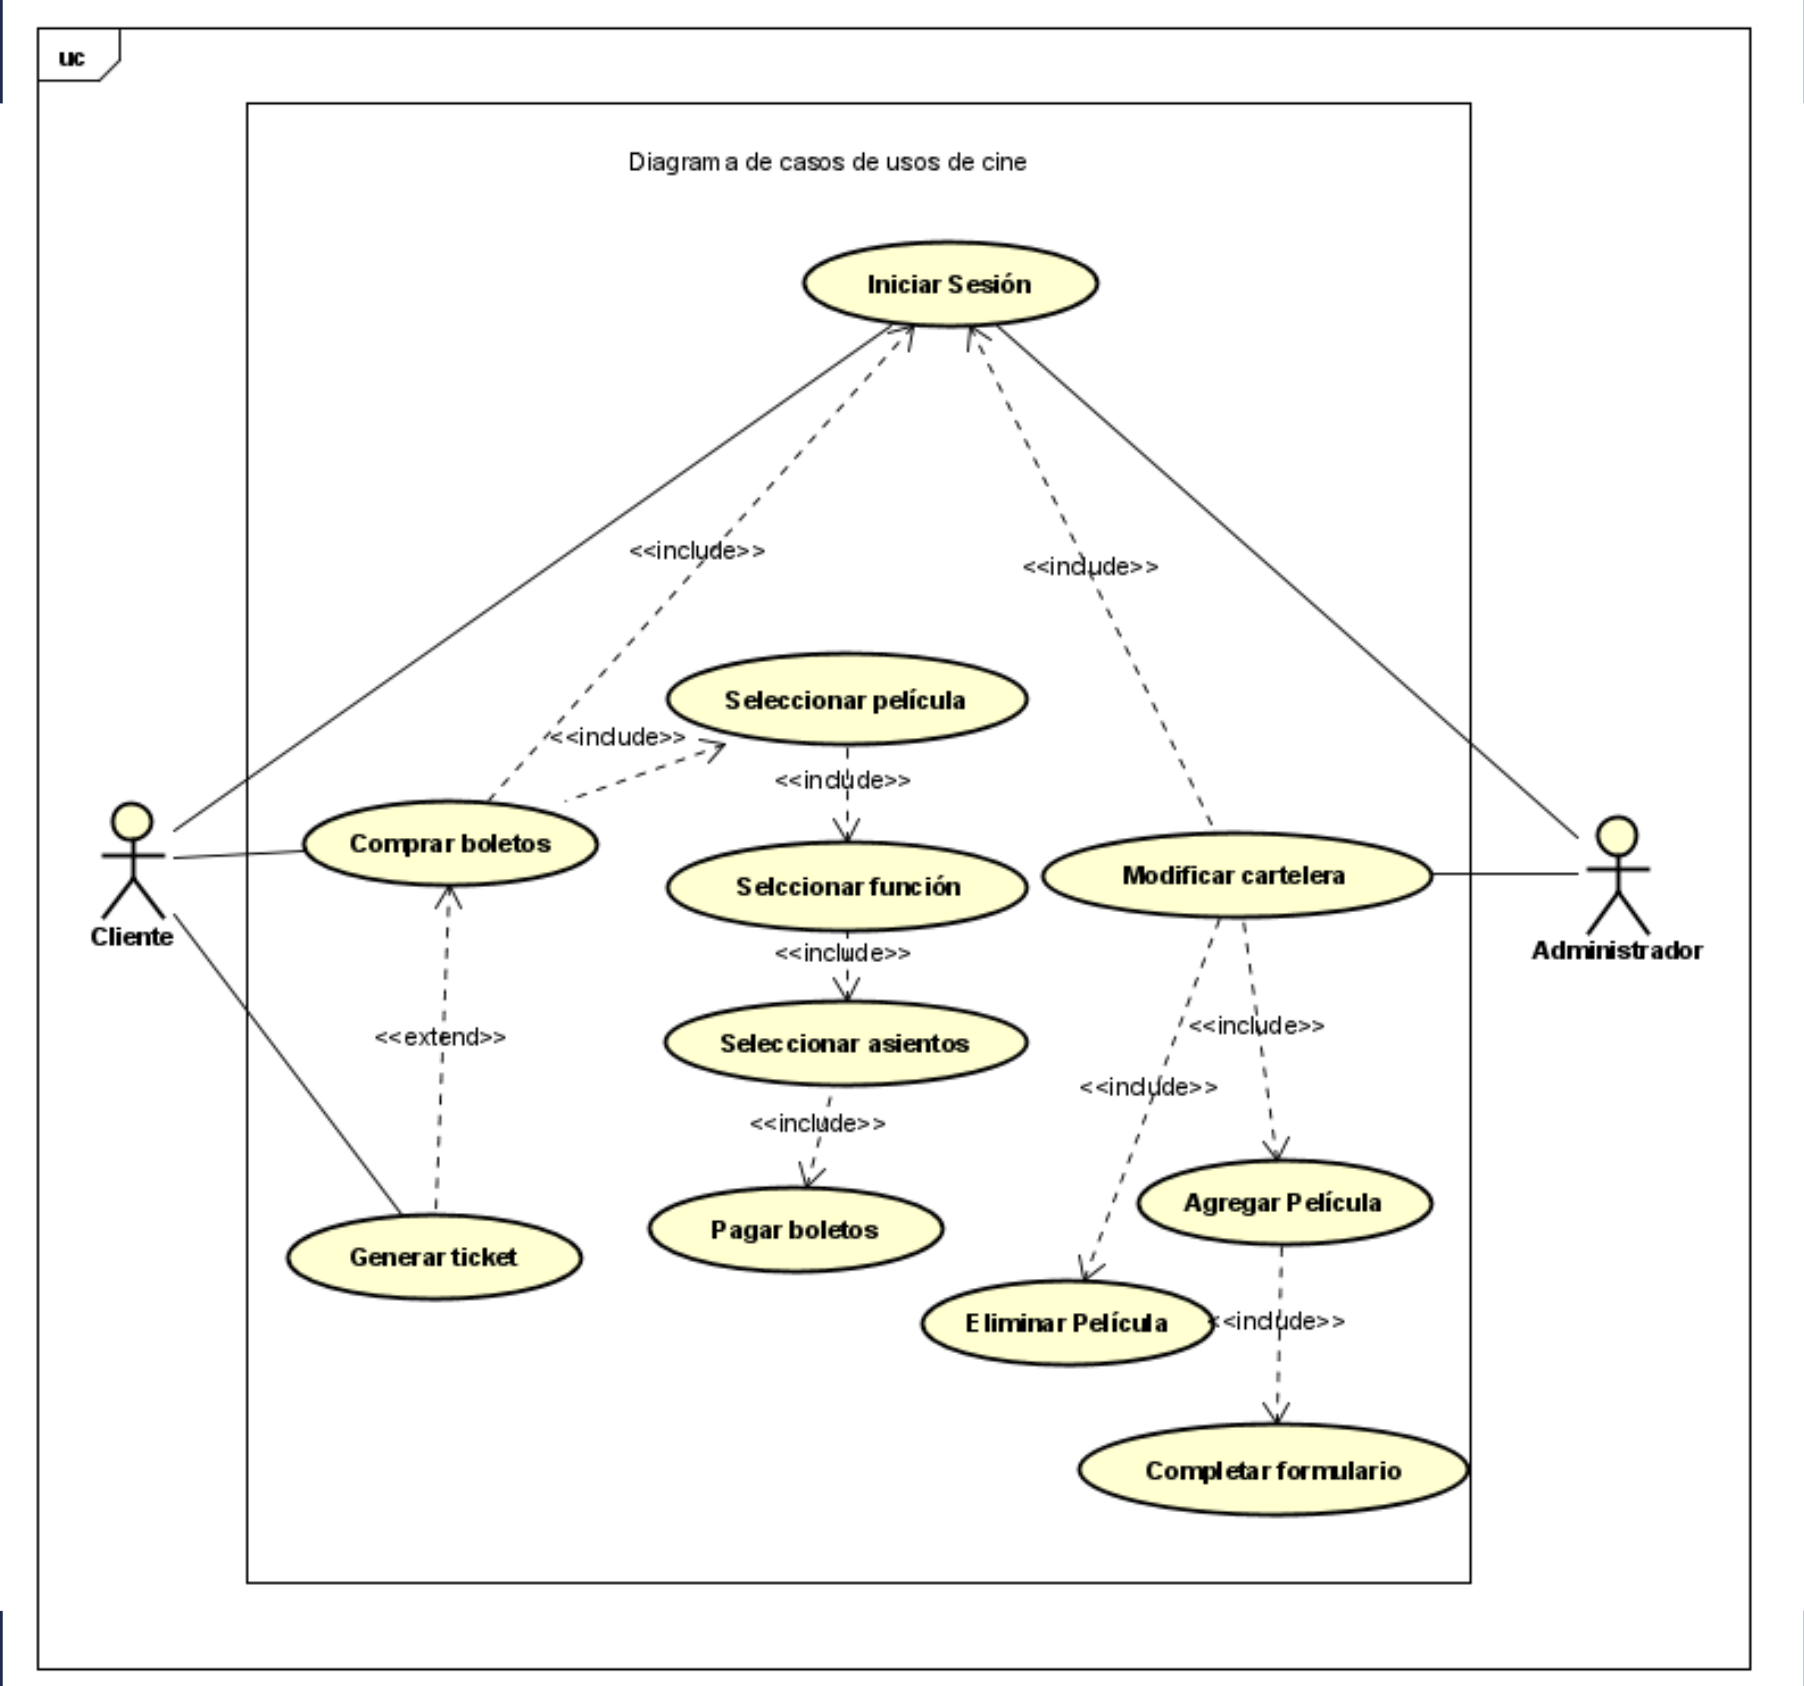 uc
Diagrama de casos de usos de cine
Iniciar Sesión
<<include>>
<<include>>
Seleccionar película
<<include>>
<<include>>
Comprar boletos
Selccionar función
Modificar cartelera
Cliente
Administrador
<<include>>
<<extend>>
<<include>>
Seleccionar asientos
<<include>>
<<include>>
Agregar Película
Pagar boletos
Generar ticket
Eliminar Película
<<include>>
Completar formulario